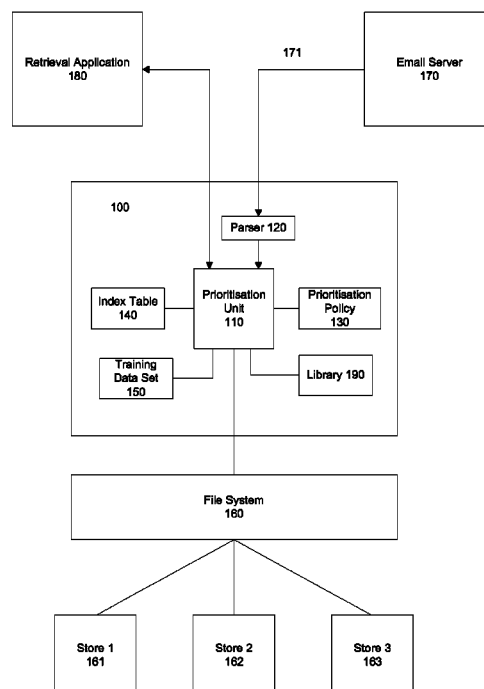 Retrieval Application
180
171
Email Server
170
100
Parser 120
Index Table
140
Prioritisation
Unit
110
Prioritisation
Policy
130
Training
Data Set
150
Library 190
File System
160
Store 1
161
Store 2
162
Store 3
163